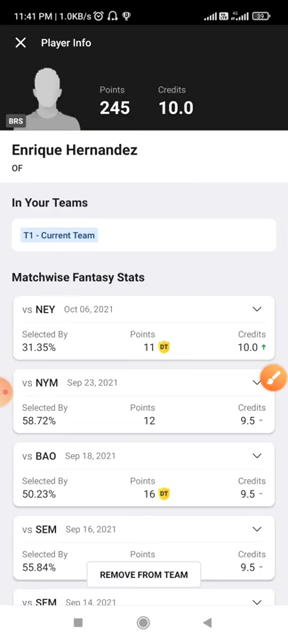 11:41 PM | 1.0KB/s
Player Info
Points
Credits
245
10.0
BRS
Enrique Hernandez
OF
In Your Teams
T1 - Current Team
Matchwise Fantasy Stats
vs NEY Oct 06, 2021
Selected By Points Credits
31.35% 11 DT 10.0 ↑
vs NYM Sep 23, 2021
Selected By Points Credits
58.72% 12 9.5 -
vs BAO Sep 18, 2021
Selected By Points Credits
50.23% 16 DT 9.5 -
vs SEM Sep 16, 2021
Selected By Points Credits
55.84% 9.5 -
REMOVE FROM TEAM
vs SEM Sep 14, 2021